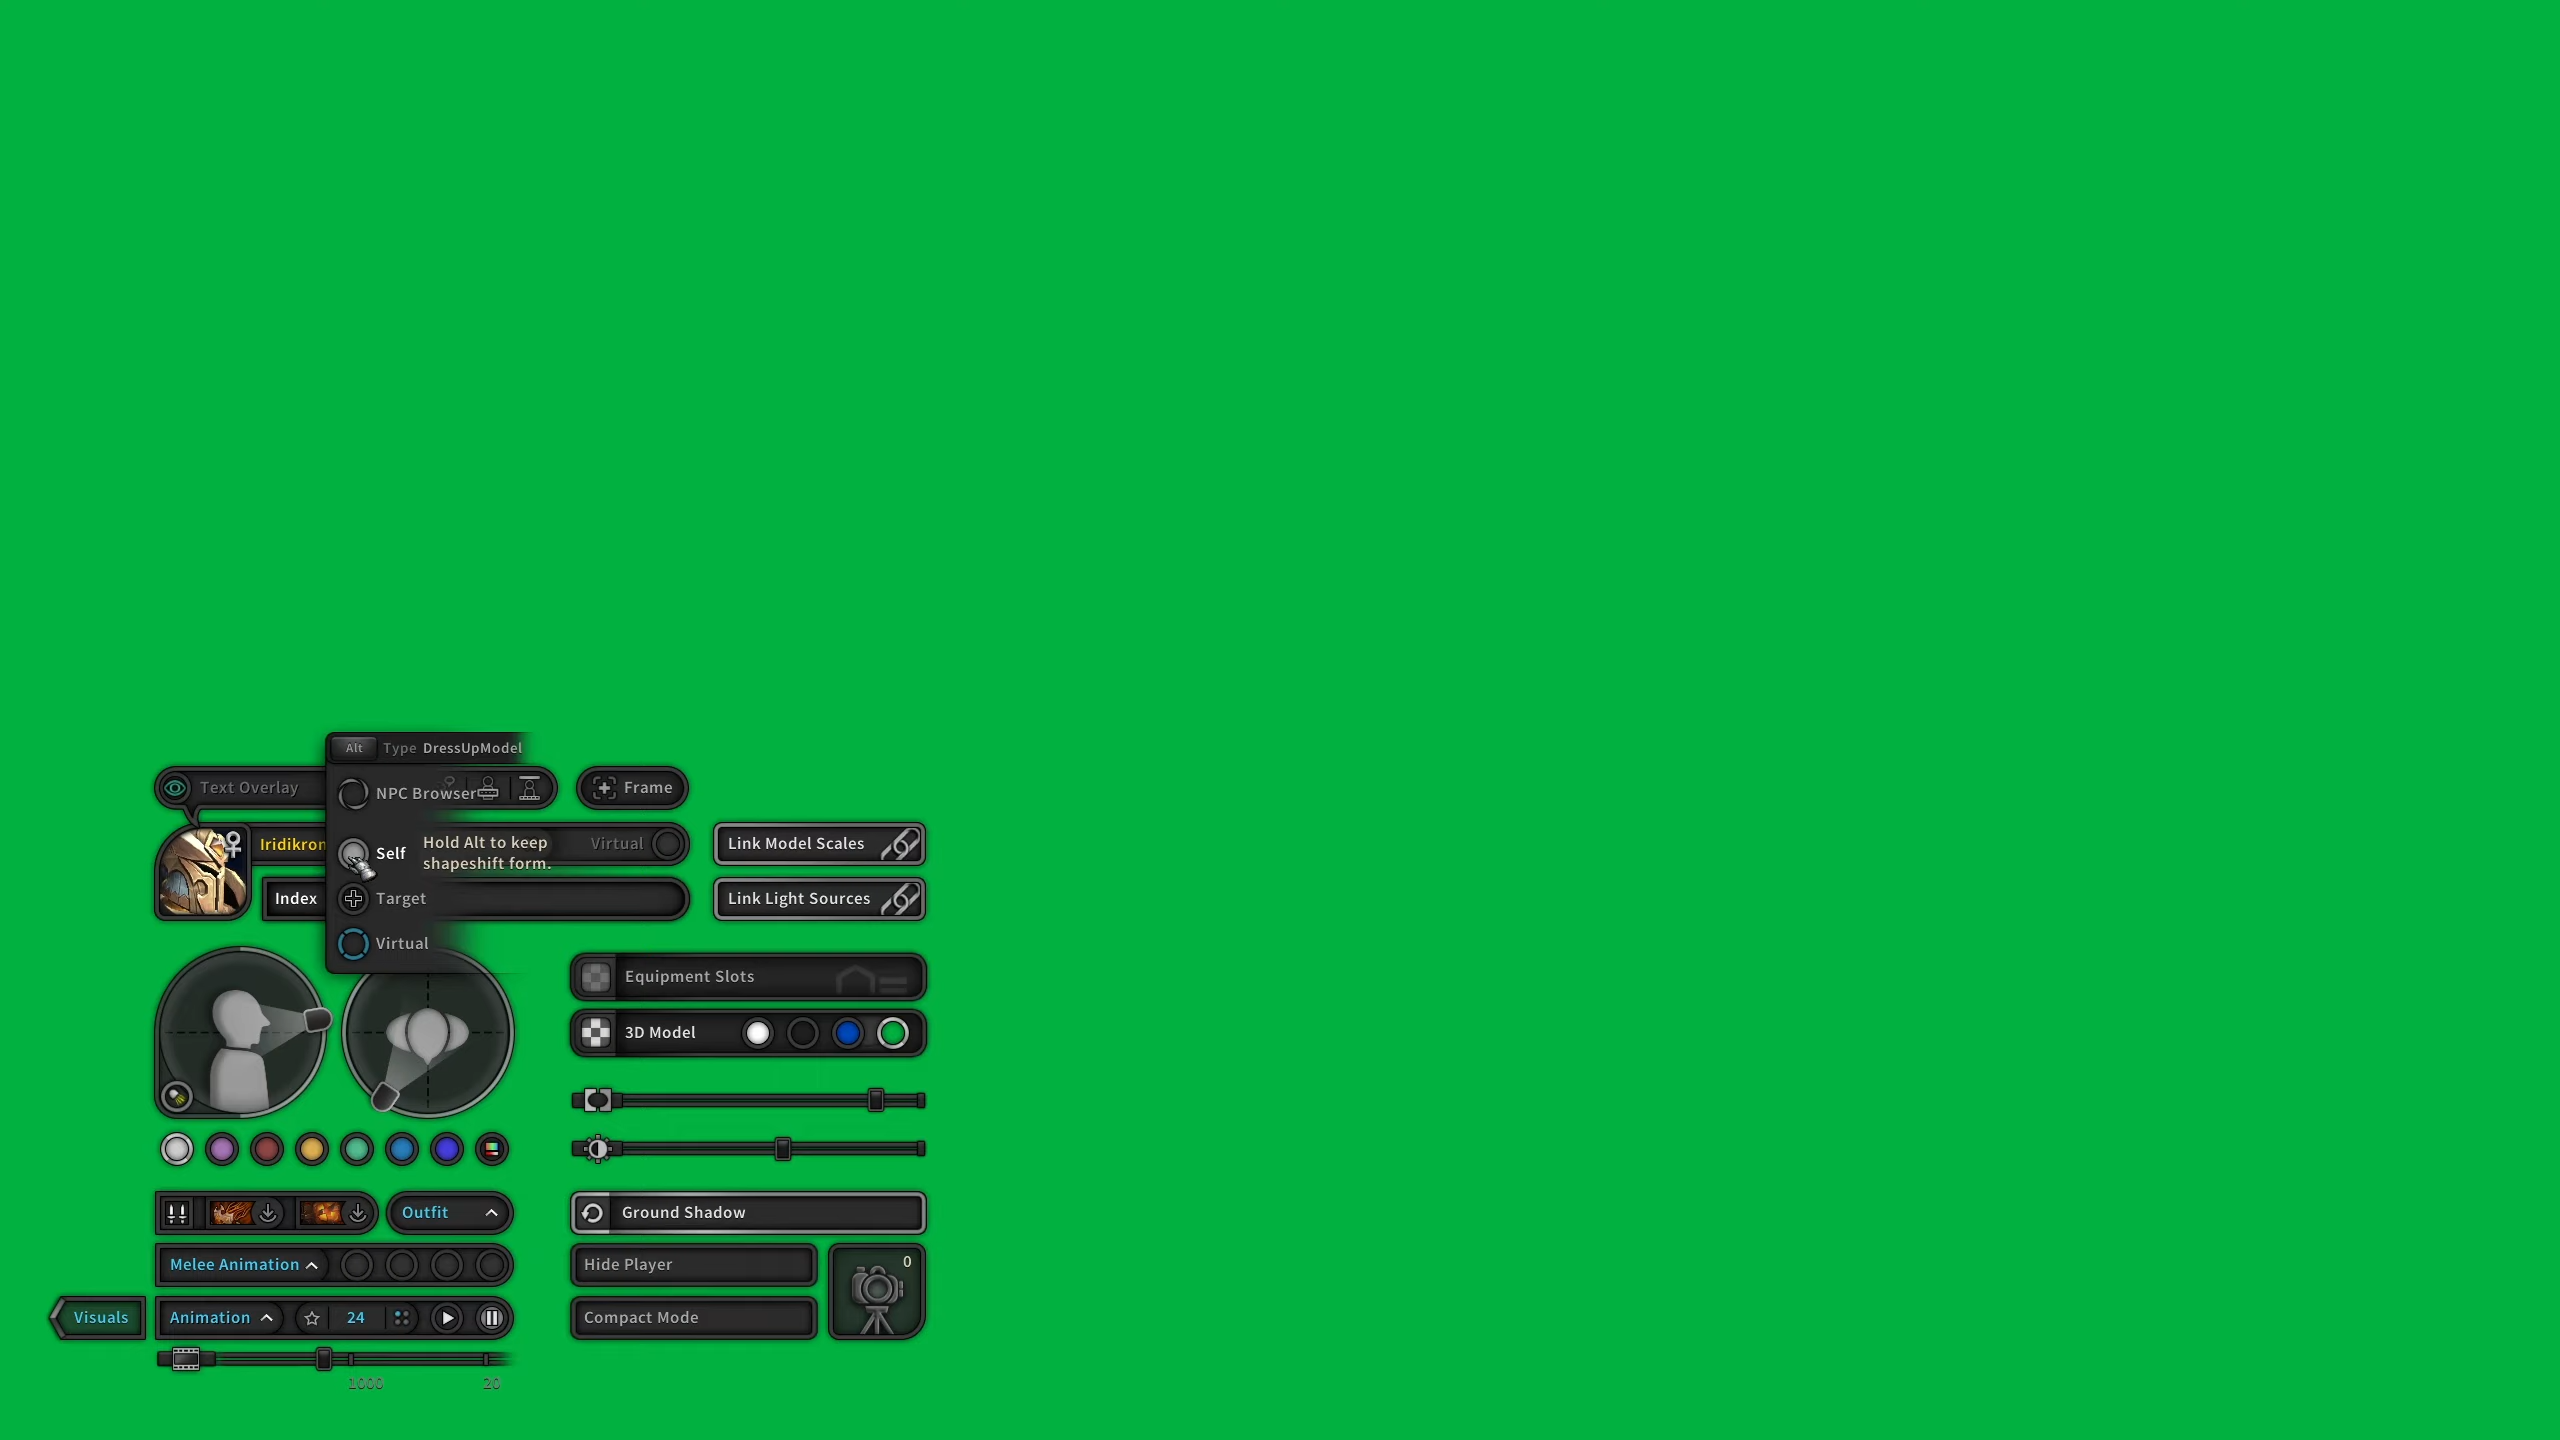 Alt Type DressUpModel
Text Overlay
NPC Browser
Frame
Iridikron
Self
Hold Alt to keep
shapeshift form.
Virtual
Link Model Scales
Index
Target
Link Light Sources
Virtual
Equipment Slots
3D Model
Outfit
Ground Shadow
Melee Animation
Hide Player
0
Visuals
Animation
24
Compact Mode
1000
20